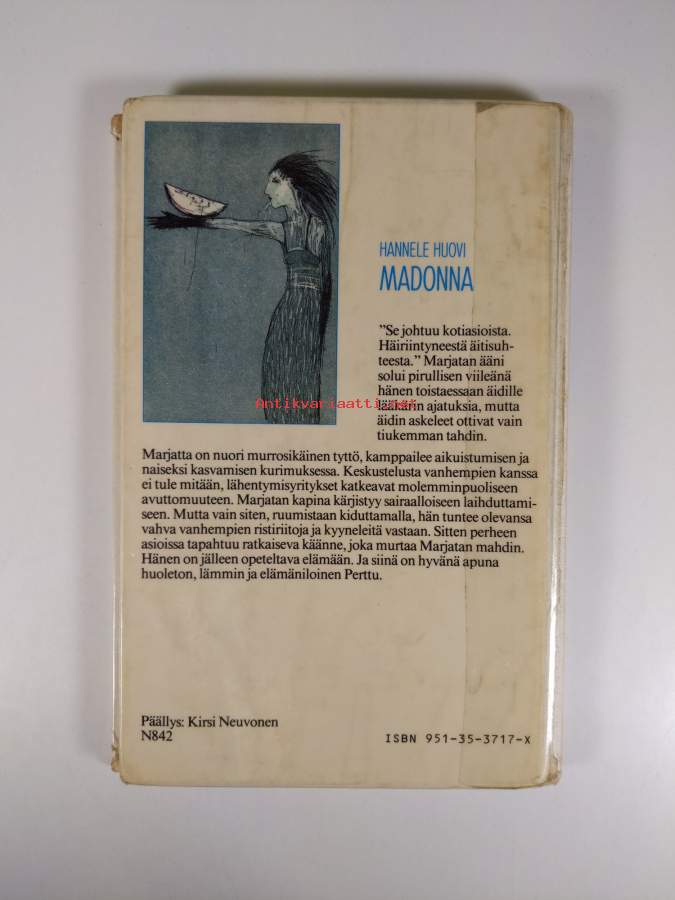 HANNELE HUOVI
MADONNA
"Se johtuu kotiasioista.
Häiriintyneestä äitisuh-
teesta." Marjatan ääni
solui pirullisen viileänä
hänen toistaessaan äidille
Antikvariaatti.net
lääkärin ajatuksia, mutta
äidin askeleet ottivat vain
tiukemman tahdin.
Marjatta on nuori murrosikäinen tyttö, kamppailee aikuistumisen ja
naiseksi kasvamisen kurimuksessa. Keskustelusta vanhempien kanssa
ei tule mitään, lähentymisyritykset katkeavat molemminpuoliseen
avuttomuuteen. Marjatan kapina kärjistyy sairaalloiseen laihduttami-
seen. Mutta vain siten, ruumistaan kiduttamalla, hän tuntee olevansa
vahva vanhempien ristiriitoja ja kyyneleitä vastaan. Sitten perheen
asioissa tapahtuu ratkaiseva käänne, joka murtaa Marjatan mahdin.
Hänen on jälleen opeteltava elämään. Ja siinä on hyvänä apuna
huoleton, lämmin ja elämäniloinen Perttu.
Päällys: Kirsi Neuvonen
N842
ISBN 951-35-3717-X